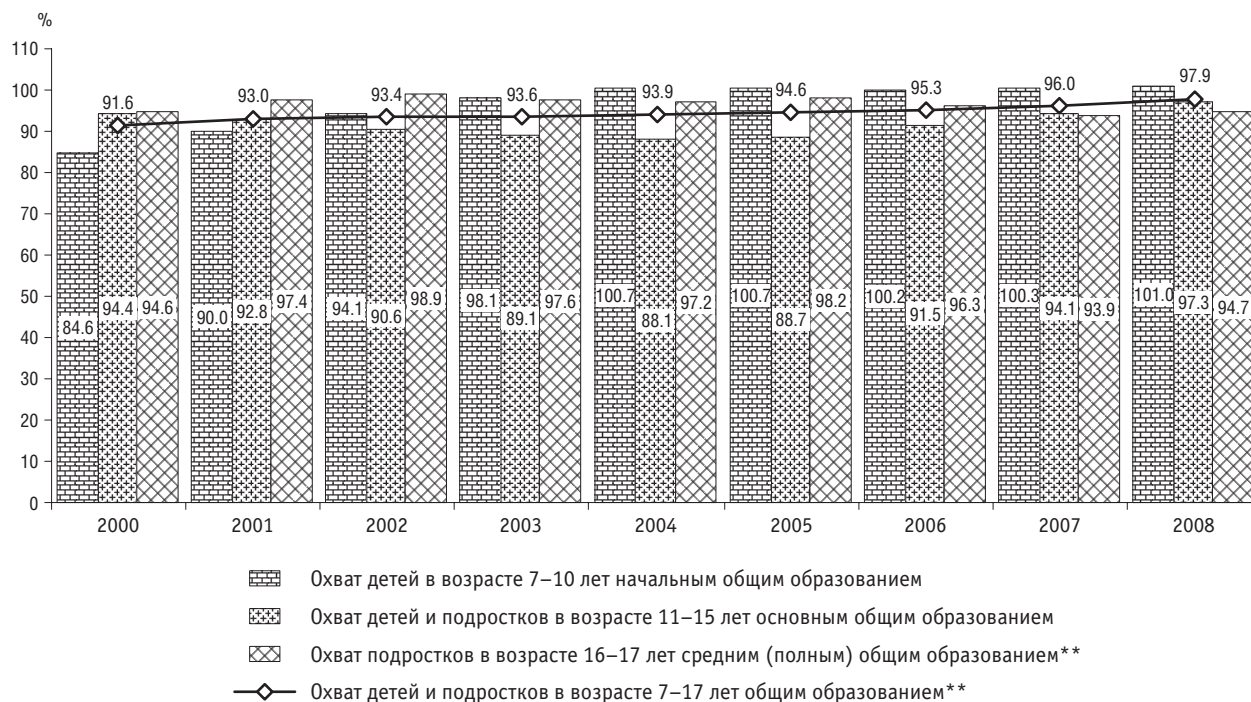 %
110
100
90
80
70
60
50
40
30
20
10
0
91.6 93.0 93.4 93.6 93.9 94.6 95.3 96.0 97.9
84.6 94.4 94.6 90.0 92.8 97.4 94.1 90.6 98.9 98.1 89.1 97.6 100.7 88.1 97.2 100.7 88.7 98.2 100.2 91.5 96.3 100.3 94.1 93.9 101.0 97.3 94.7
2000 2001 2002 2003 2004 2005 2006 2007 2008
Охват детей в возрасте 7–10 лет начальным общим образованием
Охват детей и подростков в возрасте 11–15 лет основным общим образованием
Охват подростков в возрасте 16–17 лет средним (полным) общим образованием**
Охват детей и подростков в возрасте 7–17 лет общим образованием**